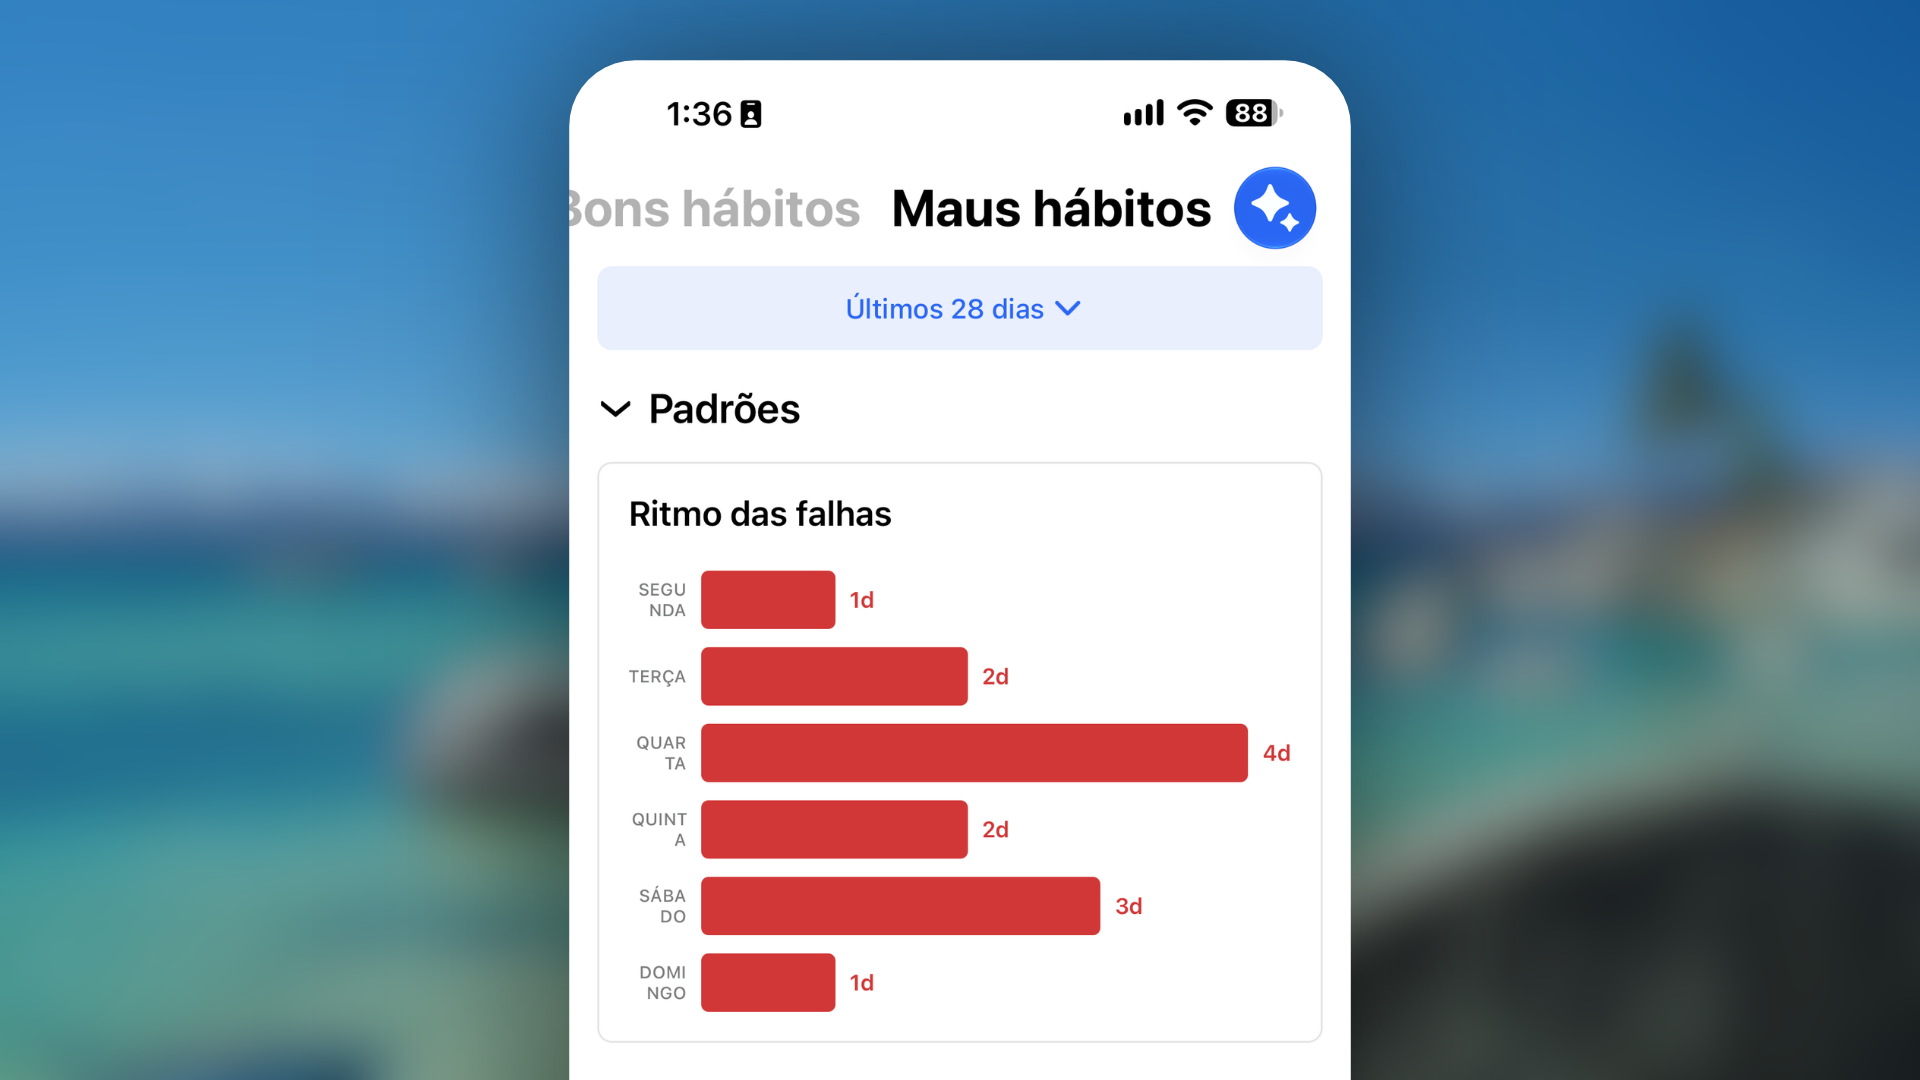 1:36
88
Bons hábitos
Maus hábitos
Últimos 28 dias
Padrões
Ritmo das falhas
SEGU
NDA
1d
TERÇA
2d
QUAR
TA
4d
QUINT
A
2d
SÁBA
DO
3d
DOMI
NGO
1d